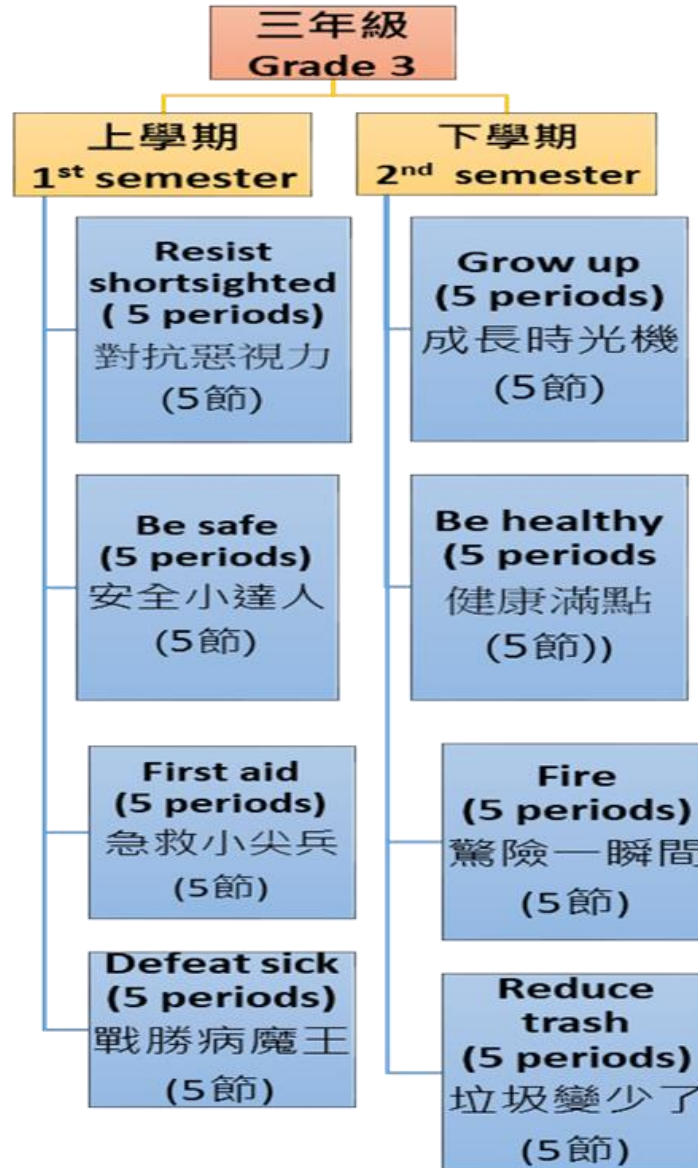 三年級
Grade 3
上學期
1st semester
Resist
shortsighted
( 5 periods)
對抗惡視力
(5節)
Be safe
(5 periods)
安全小達人
(5節)
First aid
(5 periods)
急救小尖兵
(5節)
Defeat sick
(5 periods)
戰勝病魔王
(5節)
下學期
2nd semester
Grow up
(5 periods)
成長時光機
(5節)
Be healthy
(5 periods
健康滿點
(5節))
Fire
(5 periods)
驚險一瞬間
(5節)
Reduce
trash
(5 periods)
垃圾變少了
(5節)